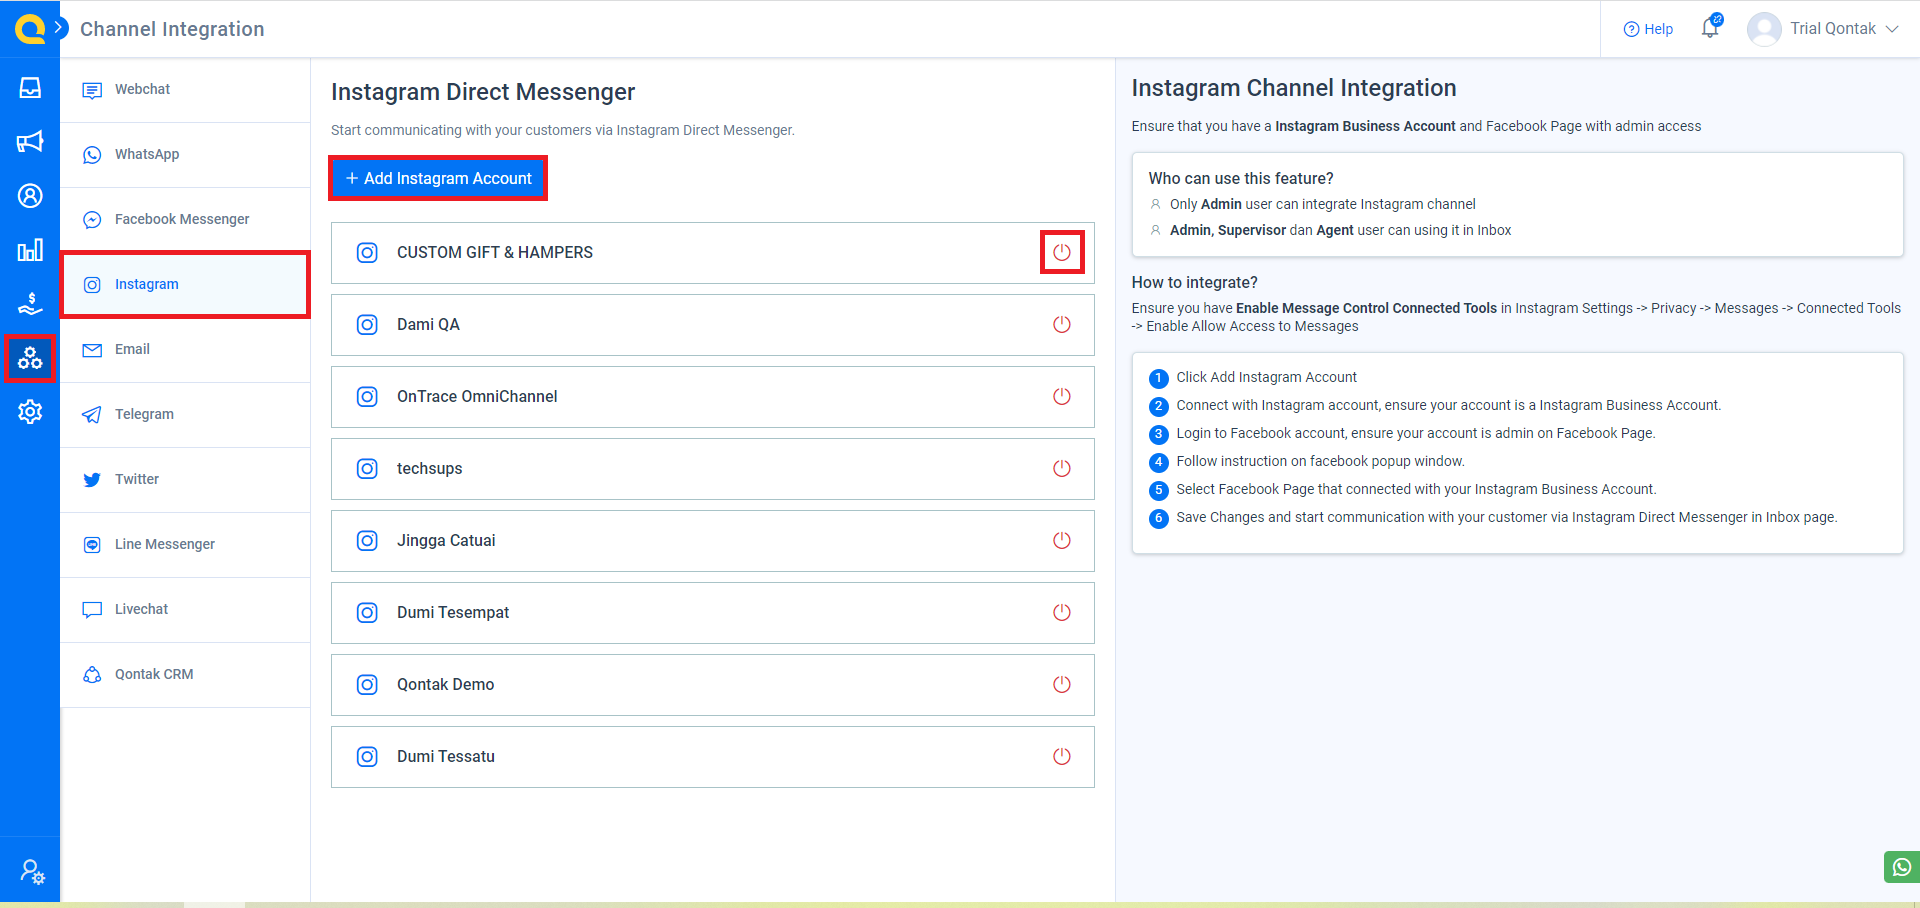 Channel Integration
Help
Trial Qontak
Webchat
WhatsApp
Facebook Messenger
Instagram
Email
Telegram
Twitter
Line Messenger
Livechat
Qontak CRM
Instagram Direct Messenger
Start communicating with your customers via Instagram Direct Messenger.
+ Add Instagram Account
CUSTOM GIFT & HAMPERS
Dami QA
OnTrace OmniChannel
techsups
Jingga Catuai
Dumi Tesempat
Qontak Demo
Dumi Tessatu
Instagram Channel Integration
Ensure that you have a Instagram Business Account and Facebook Page with admin access
Who can use this feature?
Only Admin user can integrate Instagram channel
Admin, Supervisor dan Agent user can using it in Inbox
How to integrate?
Ensure you have Enable Message Control Connected Tools in Instagram Settings -> Privacy -> Messages -> Connected Tools
-> Enable Allow Access to Messages
1 Click Add Instagram Account
2 Connect with Instagram account, ensure your account is a Instagram Business Account.
3 Login to Facebook account, ensure your account is admin on Facebook Page.
4 Follow instruction on facebook popup window.
5 Select Facebook Page that connected with your Instagram Business Account.
6 Save Changes and start communication with your customer via Instagram Direct Messenger in Inbox page.